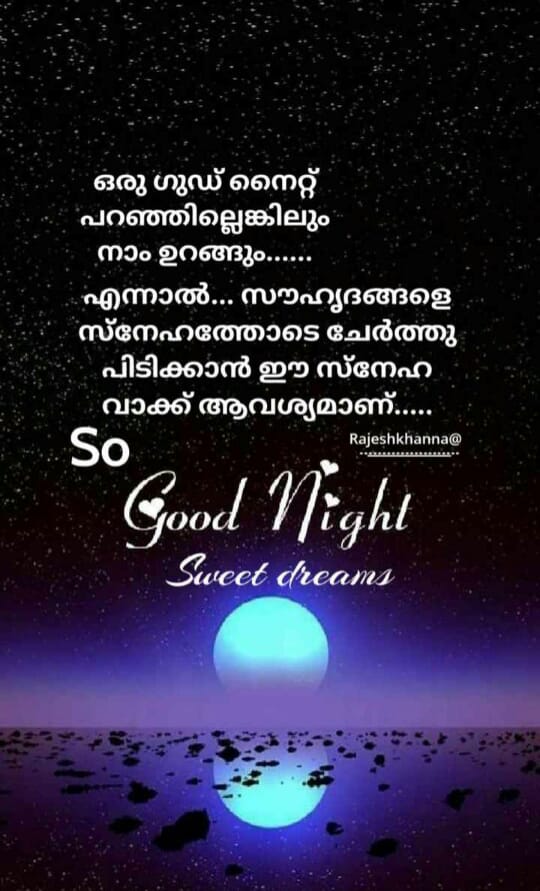 ഒരു ഗുഡ് നൈറ്റ്
പറഞ്ഞില്ലെങ്കിലും
നാം ഉറങ്ങും......
എന്നാൽ... സൗഹൃദങ്ങളെ
സ്നേഹത്തോടെ ചേർത്തു
പിടിക്കാൻ ഈ സ്നേഹ
വാക്ക് ആവശ്യമാണ്.....
Rajeshkhanna@
So
Good Night
Sweet dreams